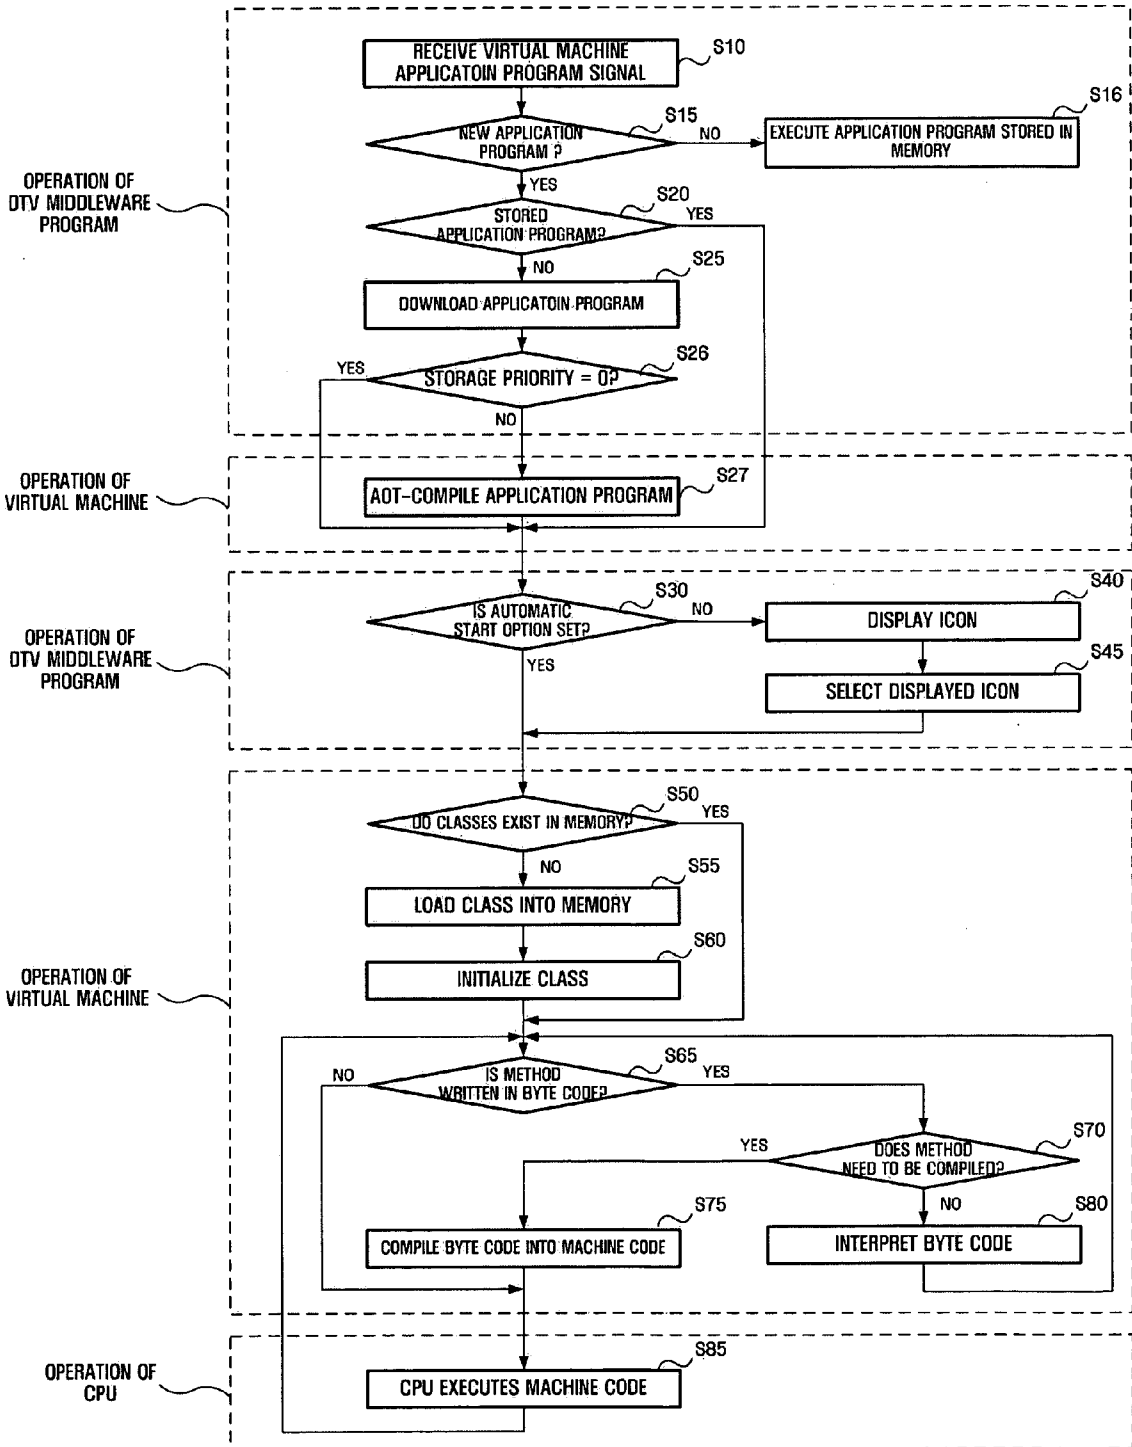 RECEIVE VIRTUAL MACHINE
APPLICATOIN PROGRAM SIGNAL
S10
NEW APPLICATION
PROGRAM ?
S15
NO
EXECUTE APPLICATION PROGRAM STORED IN
MEMORY
S16
YES
OPERATION OF
DTV MIDDLEWARE
PROGRAM
STORED
APPLICATION PROGRAM?
S20
YES
NO
DOWNLOAD APPLICATOIN PROGRAM
S25
STORAGE PRIORITY = 0?
S26
YES
NO
OPERATION OF
VIRTUAL MACHINE
AOT-COMPILE APPLICATION PROGRAM
S27
OPERATION OF
DTV MIDDLEWARE
PROGRAM
IS AUTOMATIC
START OPTION SET?
S30
NO
DISPLAY ICON
S40
YES
SELECT DISPLAYED ICON
S45
DO CLASSES EXIST IN MEMORY?
S50
YES
NO
LOAD CLASS INTO MEMORY
S55
INITIALIZE CLASS
S60
OPERATION OF
VIRTUAL MACHINE
IS METHOD
WRITTEN IN BYTE CODE?
S65
NO
YES
DOES METHOD
NEED TO BE COMPILED?
S70
YES
NO
COMPILE BYTE CODE INTO MACHINE CODE
S75
INTERPRET BYTE CODE
S80
OPERATION OF
CPU
CPU EXECUTES MACHINE CODE
S85